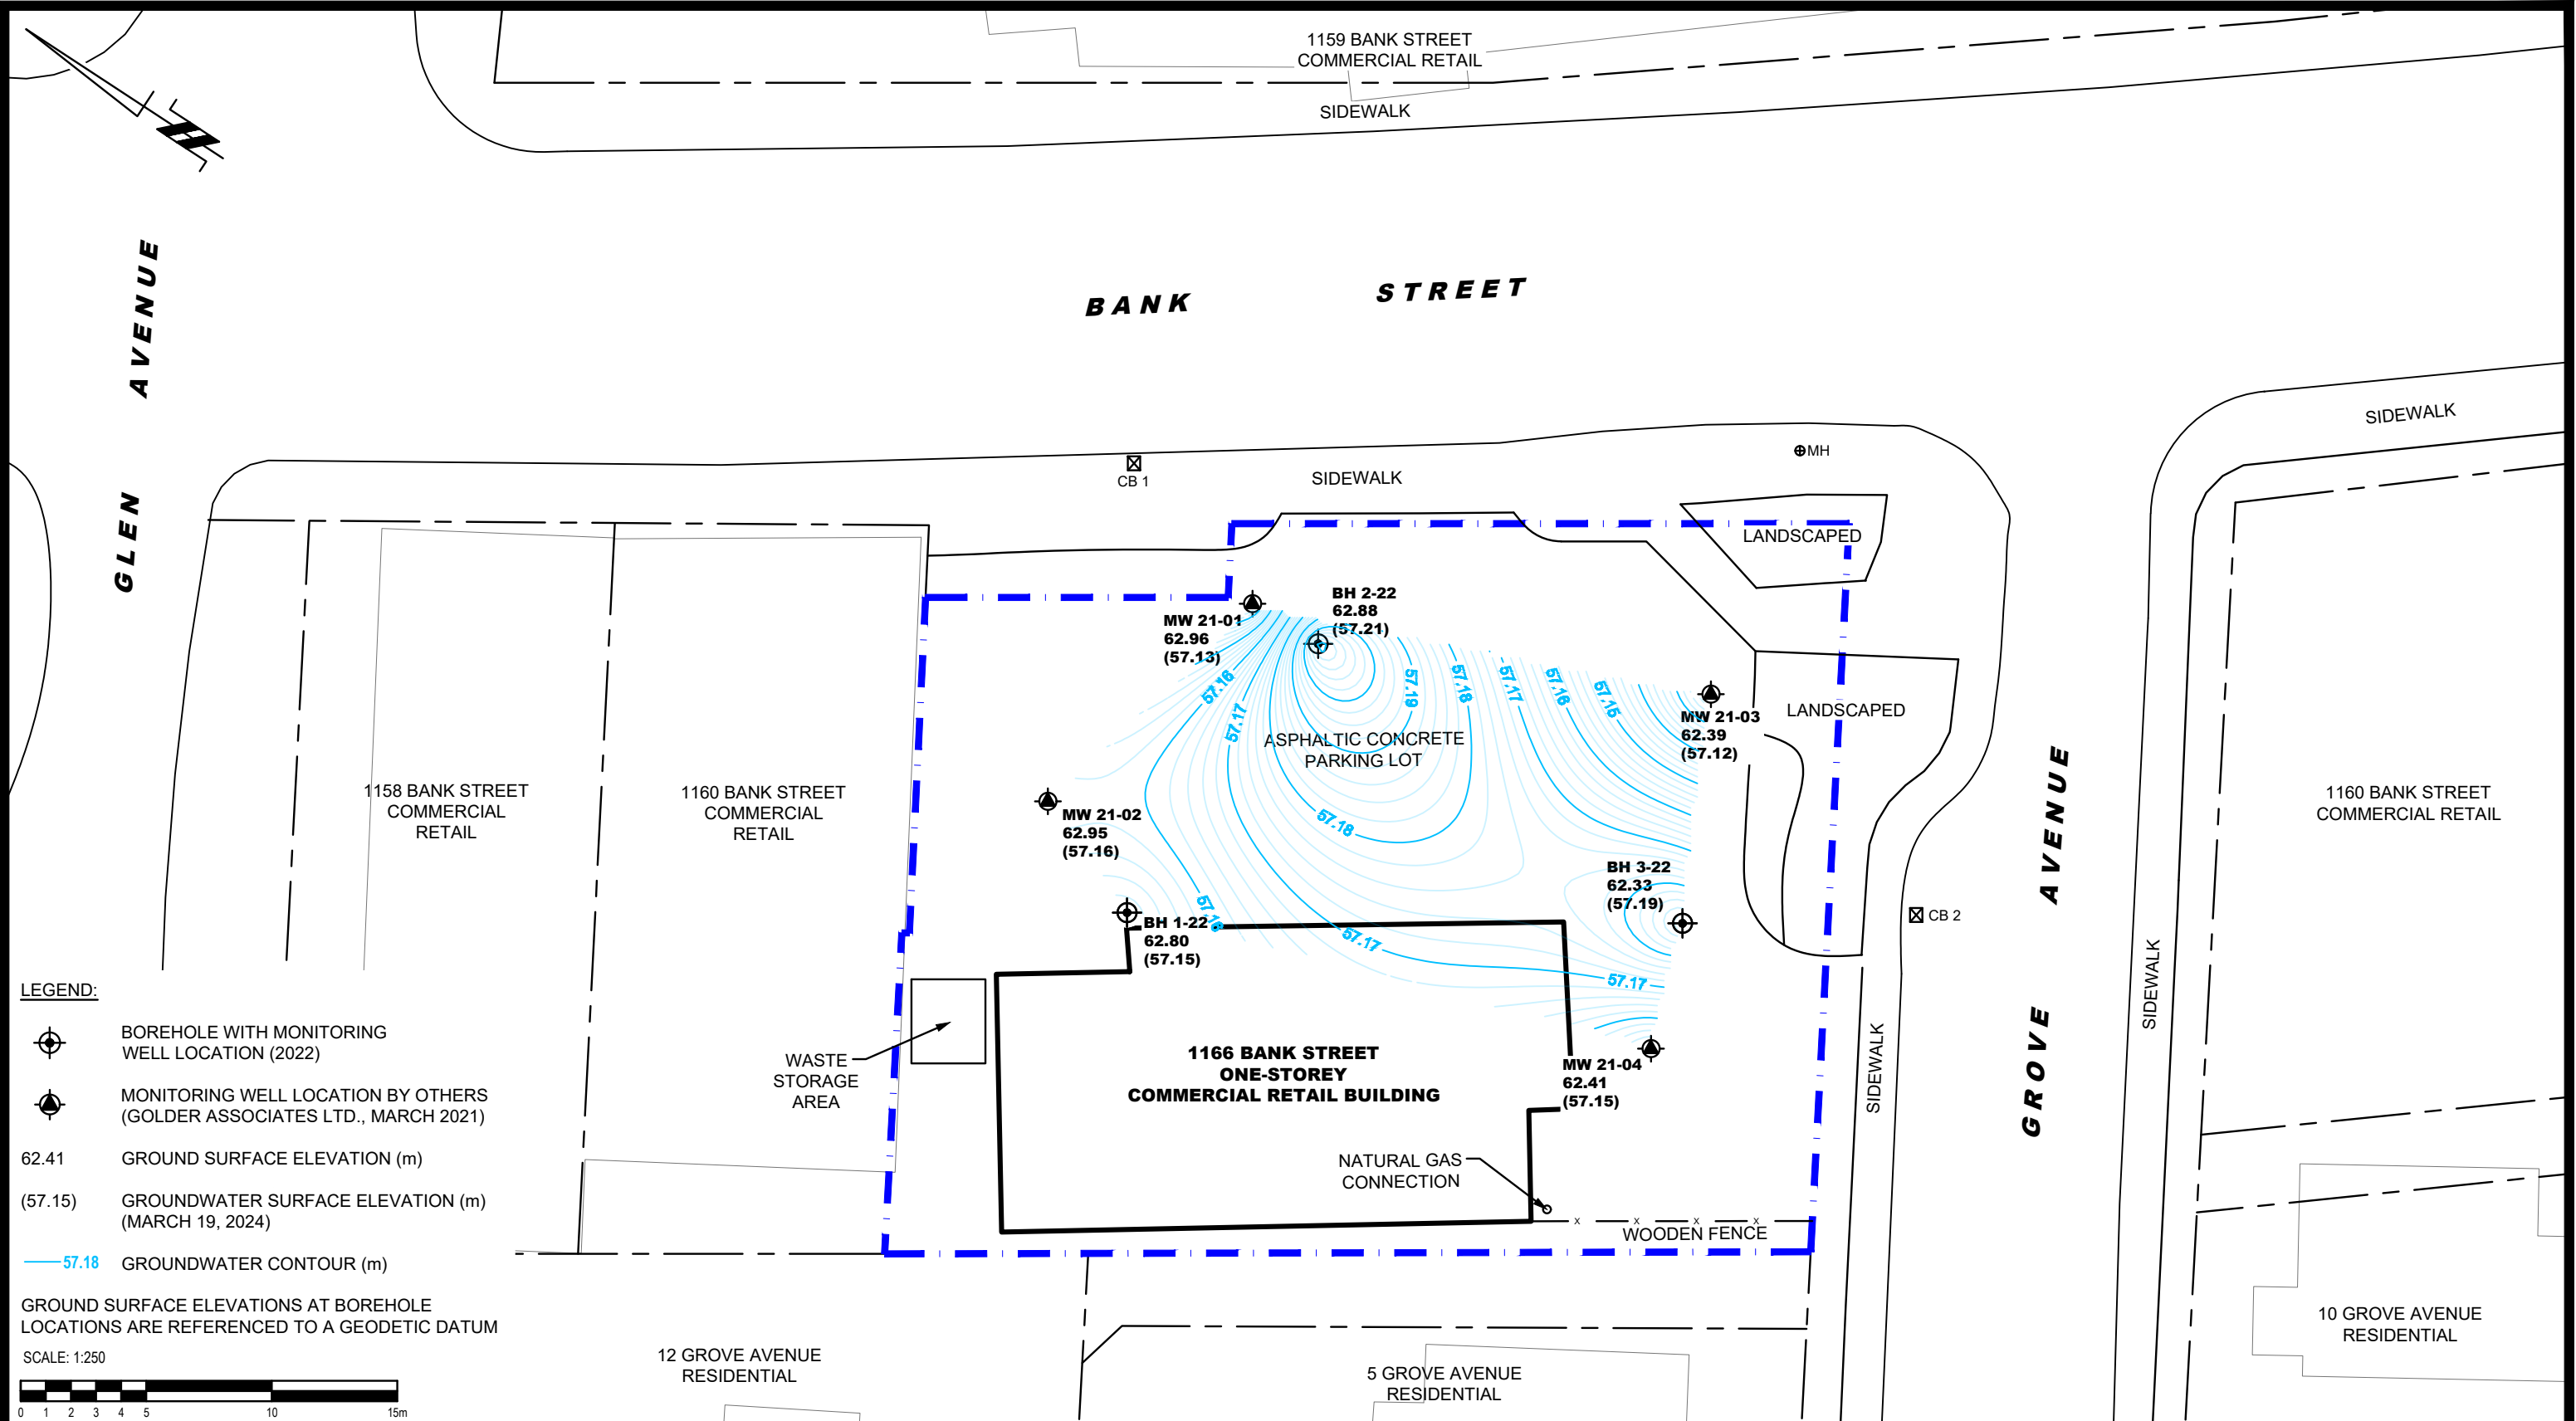 1159 BANK STREET
COMMERCIAL RETAIL
SIDEWALK
BANK STREET
GLEN AVENUE
SIDEWALK
CB 1
SIDEWALK
MH
LANDSCAPED
BH 2-22
62.88
(57.21)
MW 21-01
62.96
(57.13)
57.16
57.17
57.19
57.18
57.17
57.16
57.15
MW 21-03
62.39
(57.12)
LANDSCAPED
ASPHALTIC CONCRETE
PARKING LOT
1158 BANK STREET
COMMERCIAL
RETAIL
1160 BANK STREET
COMMERCIAL
RETAIL
1160 BANK STREET
COMMERCIAL RETAIL
MW 21-02
62.95
(57.16)
57.18
BH 3-22
62.33
(57.19)
CB 2
GROVE AVENUE
BH 1-22
62.80
(57.15)
57.16
57.17
57.17
SIDEWALK
SIDEWALK
WASTE
STORAGE
AREA
1166 BANK STREET
ONE-STOREY
COMMERCIAL RETAIL BUILDING
MW 21-04
62.41
(57.15)
NATURAL GAS
CONNECTION
x x x x
WOODEN FENCE
LEGEND:
BOREHOLE WITH MONITORING
WELL LOCATION (2022)
MONITORING WELL LOCATION BY OTHERS
(GOLDER ASSOCIATES LTD., MARCH 2021)
62.41 GROUND SURFACE ELEVATION (m)
(57.15) GROUNDWATER SURFACE ELEVATION (m)
(MARCH 19, 2024)
57.18 GROUNDWATER CONTOUR (m)
GROUND SURFACE ELEVATIONS AT BOREHOLE
LOCATIONS ARE REFERENCED TO A GEODETIC DATUM
SCALE: 1:250
0 1 2 3 4 5 10 15m
12 GROVE AVENUE
RESIDENTIAL
5 GROVE AVENUE
RESIDENTIAL
10 GROVE AVENUE
RESIDENTIAL